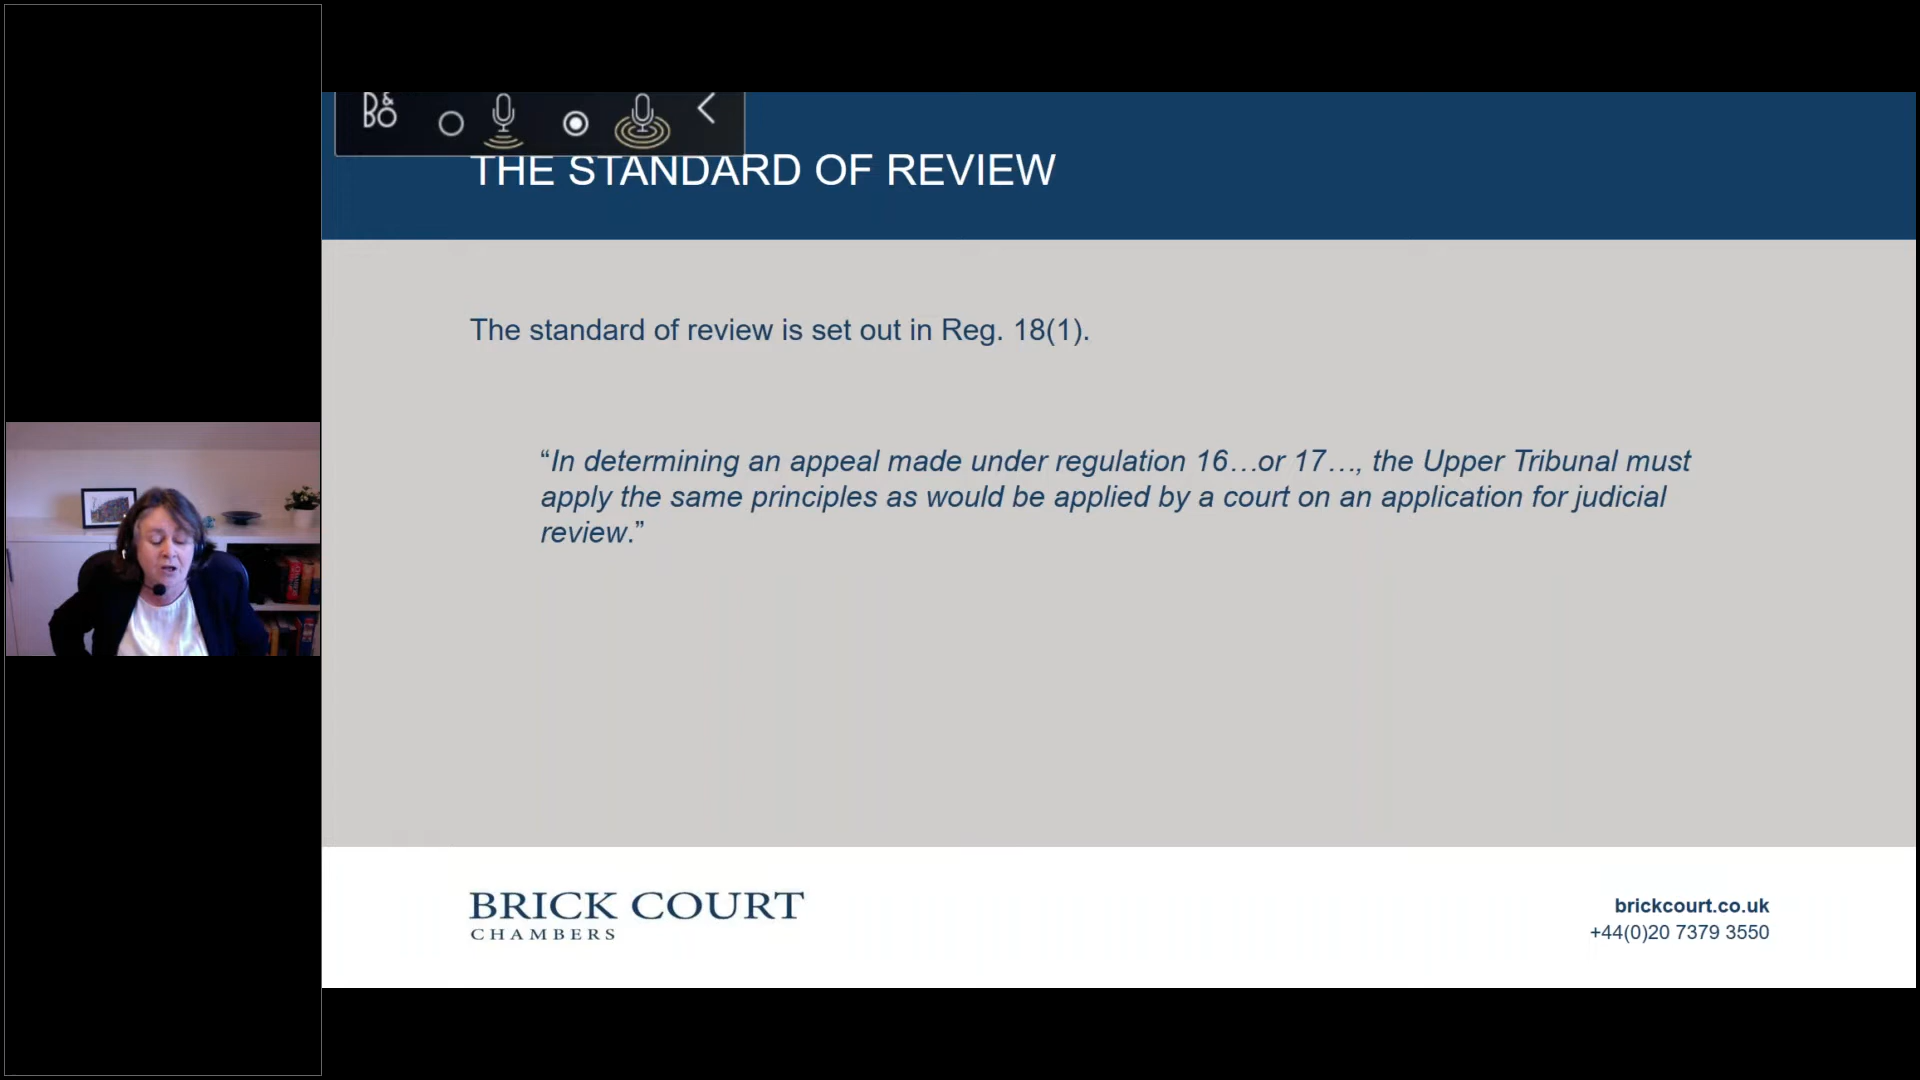 B&O
THE STANDARD OF REVIEW
The standard of review is set out in Reg. 18(1).
“In determining an appeal made under regulation 16…or 17…, the Upper Tribunal must
apply the same principles as would be applied by a court on an application for judicial
review.”
BRICK COURT
CHAMBERS
brickcourt.co.uk
+44(0)20 7379 3550